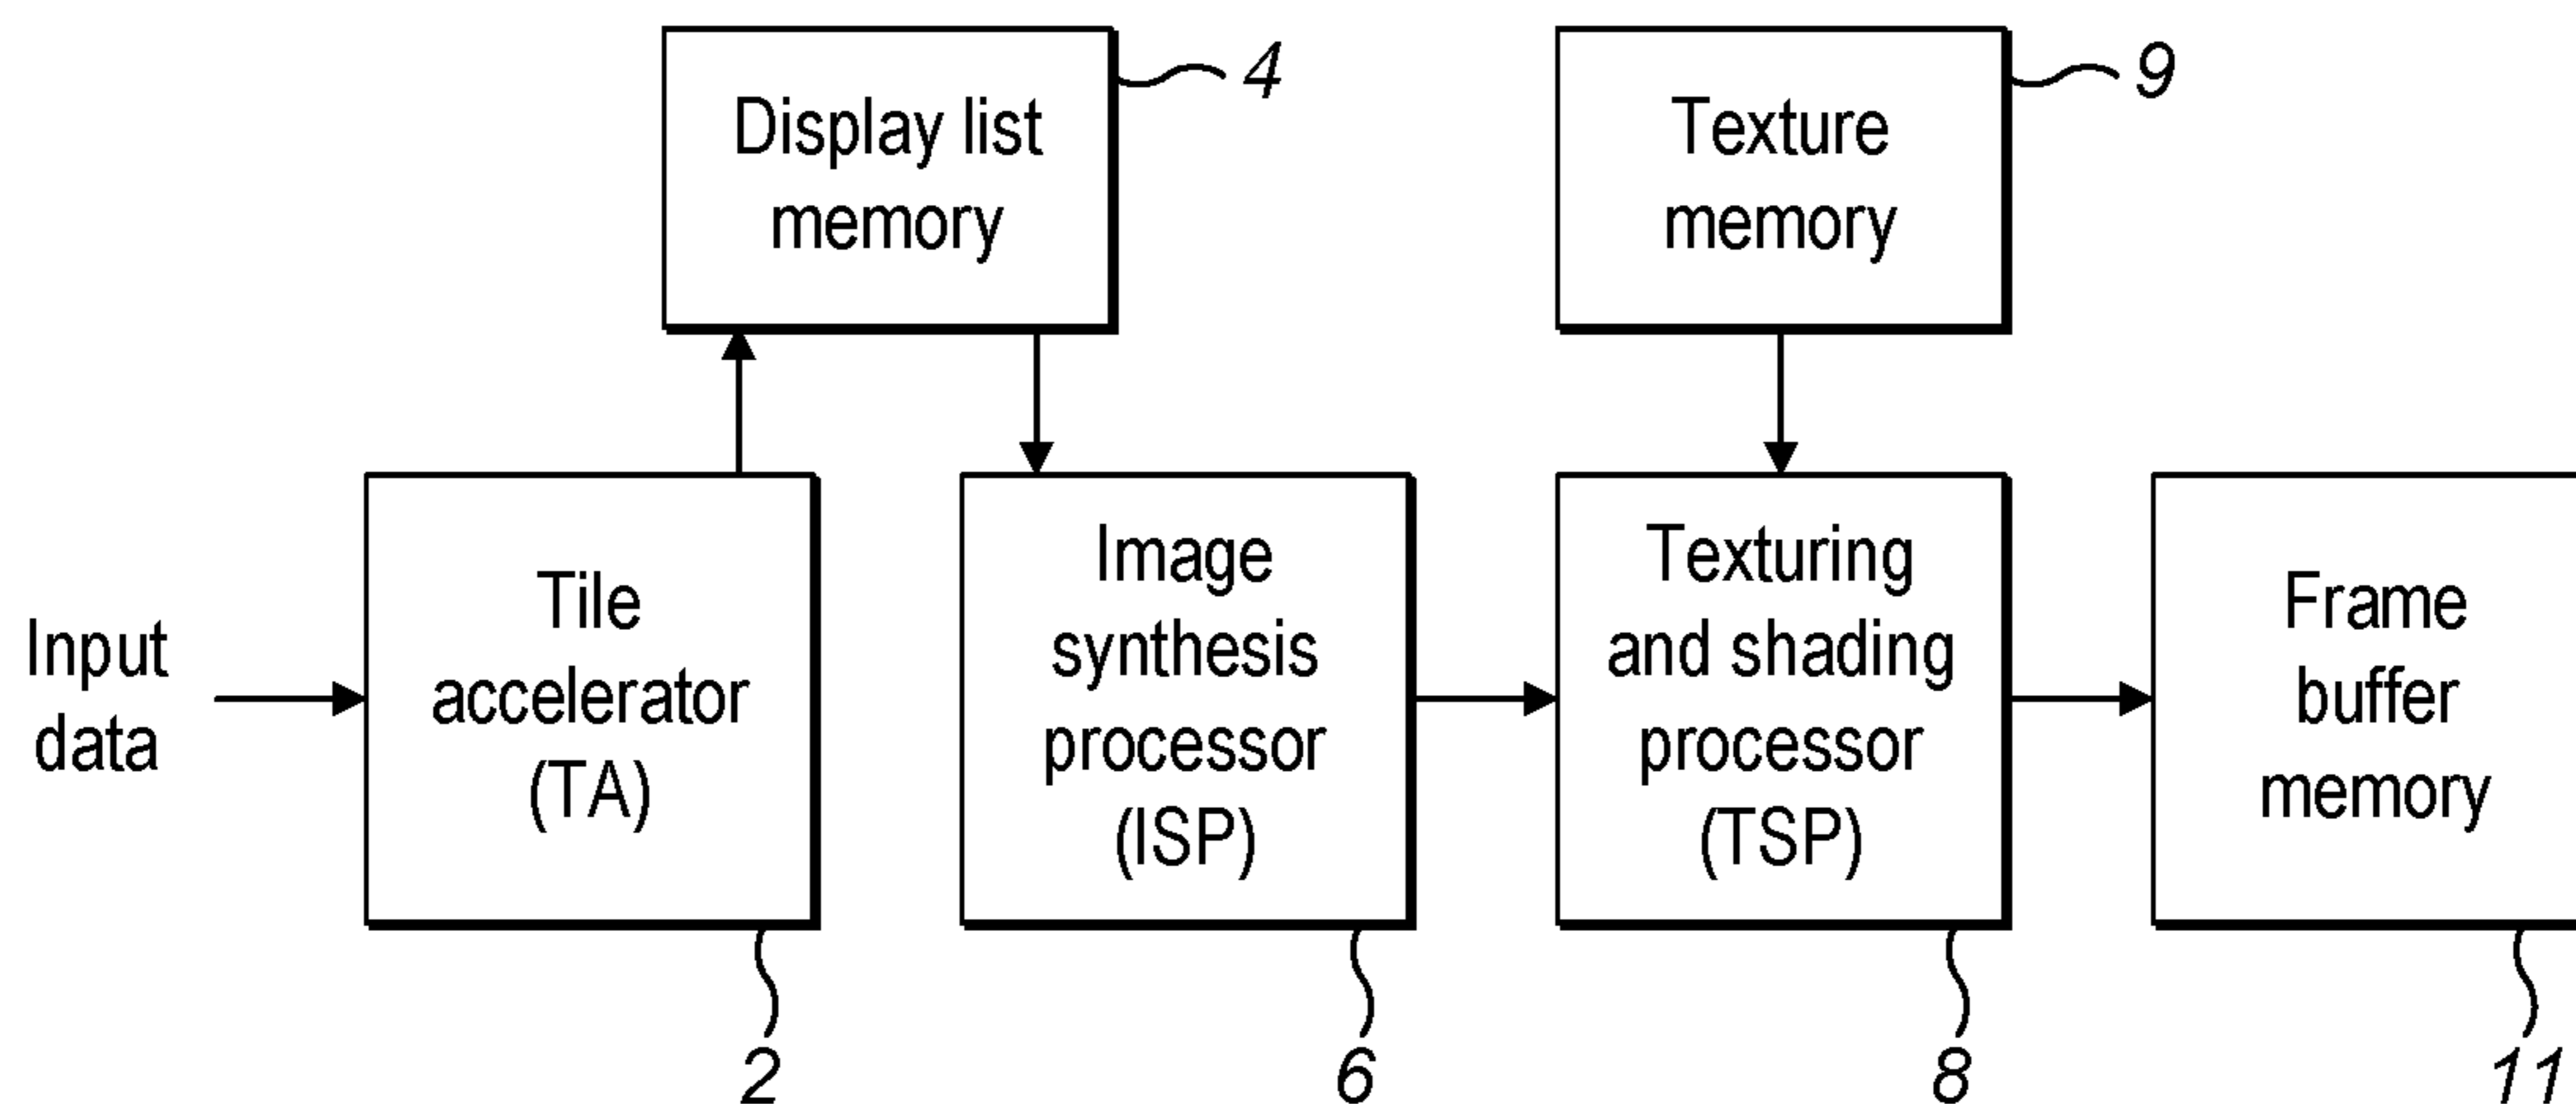 Display list
memory
4
Texture
memory
9
Input
data
Tile
accelerator
(TA)
2
Image
synthesis
processor
(ISP)
6
Texturing
and shading
processor
(TSP)
8
Frame
buffer
memory
11